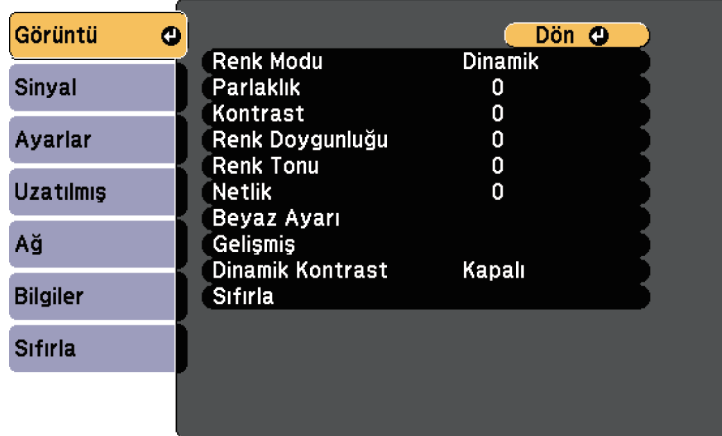 Görüntü
Sinyal
Ayarlar
Uzatılmış
Ağ
Bilgiler
Sıfırla
Dön
Renk Modu Dinamik
Parlaklık 0
Kontrast 0
Renk Doygunluğu 0
Renk Tonu 0
Netlik 0
Beyaz Ayarı
Gelişmiş
Dinamik Kontrast Kapalı
Sıfırla